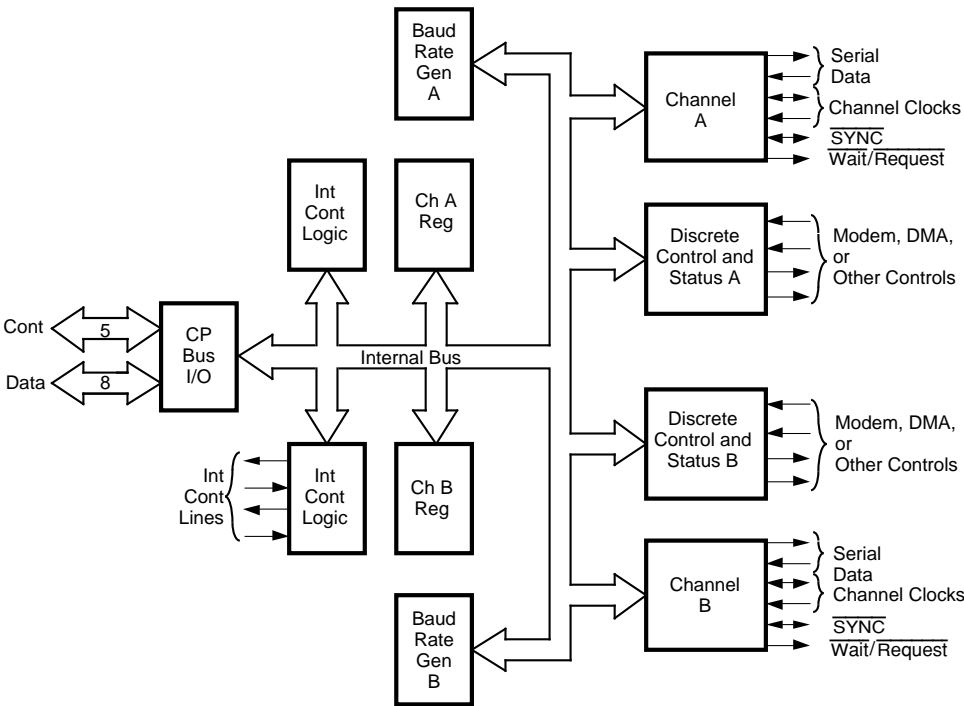 Baud
Rate
Gen
A
Channel
A
Serial
Data
Channel Clocks
SYNC
Wait/Request
Int
Cont
Logic
Ch A
Reg
Discrete
Control and
Status A
Modem, DMA,
or
Other Controls
Cont
5
Data
8
CP
Bus
I/O
Internal Bus
Int
Cont
Lines
Int
Cont
Logic
Ch B
Reg
Discrete
Control and
Status B
Modem, DMA,
or
Other Controls
Baud
Rate
Gen
B
Channel
B
Serial
Data
Channel Clocks
SYNC
Wait/Request